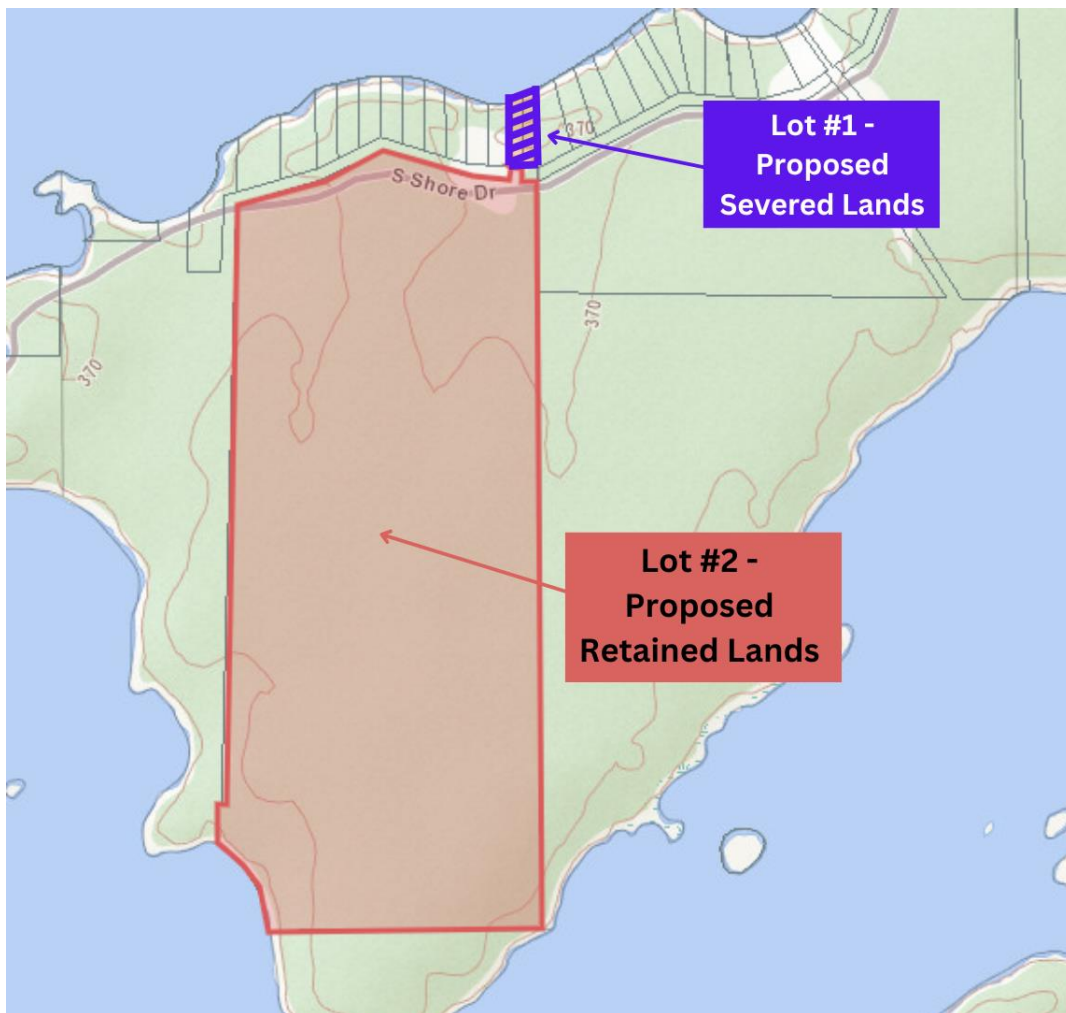 370
Lot #1 -
Proposed
Severed Lands
S Shore Dr
370
370
Lot #2 -
Proposed
Retained Lands